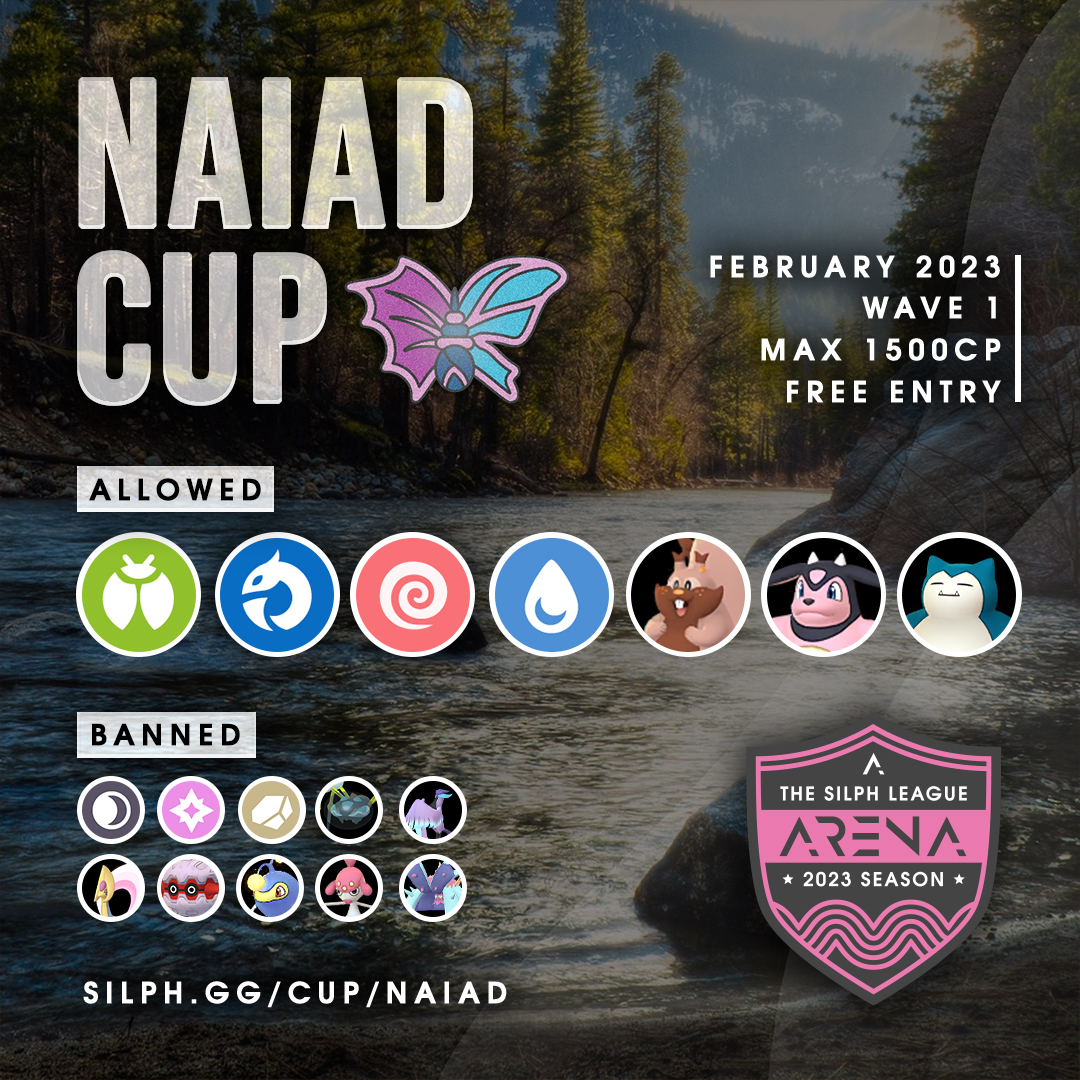 NAIAD
CUP
FEBRUARY 2023
WAVE 1
MAX 1500CP
FREE ENTRY
ALLOWED
BANNED
THE SILPH LEAGUE
ARENA
★ 2023 SEASON ★
SILPH.GG/CUP/NAIAD